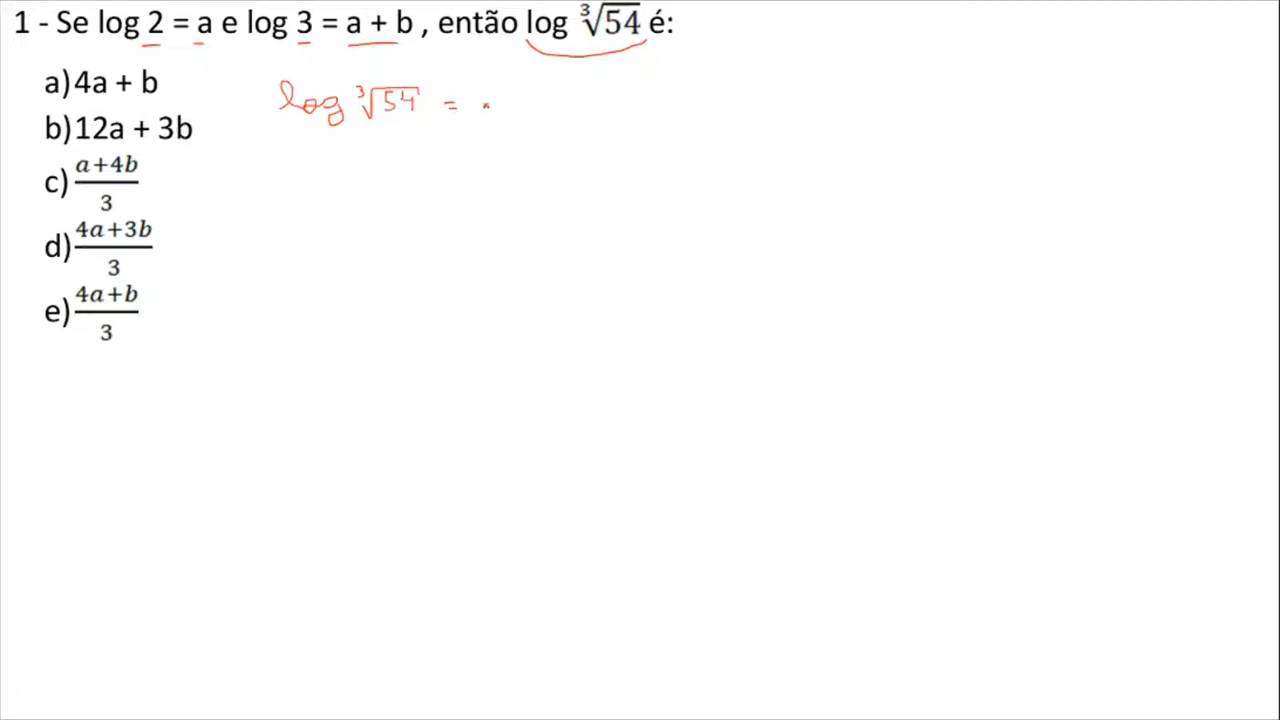 1 - Se log 2 = a e log 3 = a + b , então log ∛54 é:
a) 4a + b
log ∛54 =
b) 12a + 3b
c) (a+4b)/3
d) (4a+3b)/3
e) (4a+b)/3